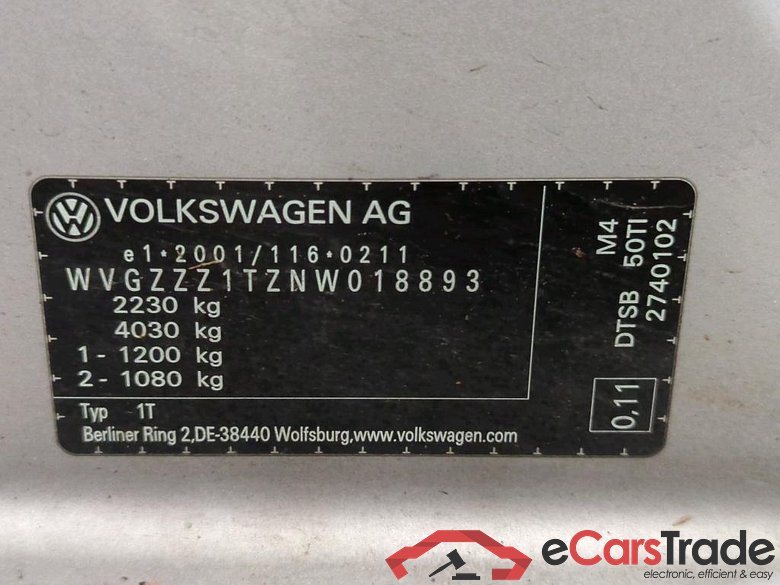 VOLKSWAGEN AG
e1*2001/116*0211
WVGZZZ1TZNW018893
2230 kg
4030 kg
1 - 1200 kg
2 - 1080 kg
Typ 1T
Berliner Ring 2,DE-38440 Wolfsburg,www.volkswagen.com
M4
DTSB 50TI
2740102
0,11
eCarsTrade
electronic, efficient & easy